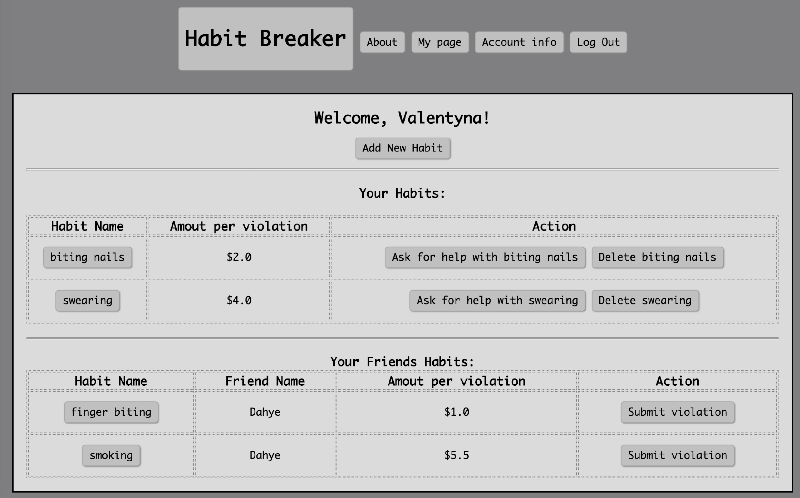 Habit Breaker About My page Account info Log Out
Welcome, Valentyna!
Add New Habit
Your Habits:
Habit Name Amout per violation Action
biting nails $2.0 Ask for help with biting nails Delete biting nails
swearing $4.0 Ask for help with swearing Delete swearing
Your Friends Habits:
Habit Name Friend Name Amout per violation Action
finger biting Dahye $1.0 Submit violation
smoking Dahye $5.5 Submit violation